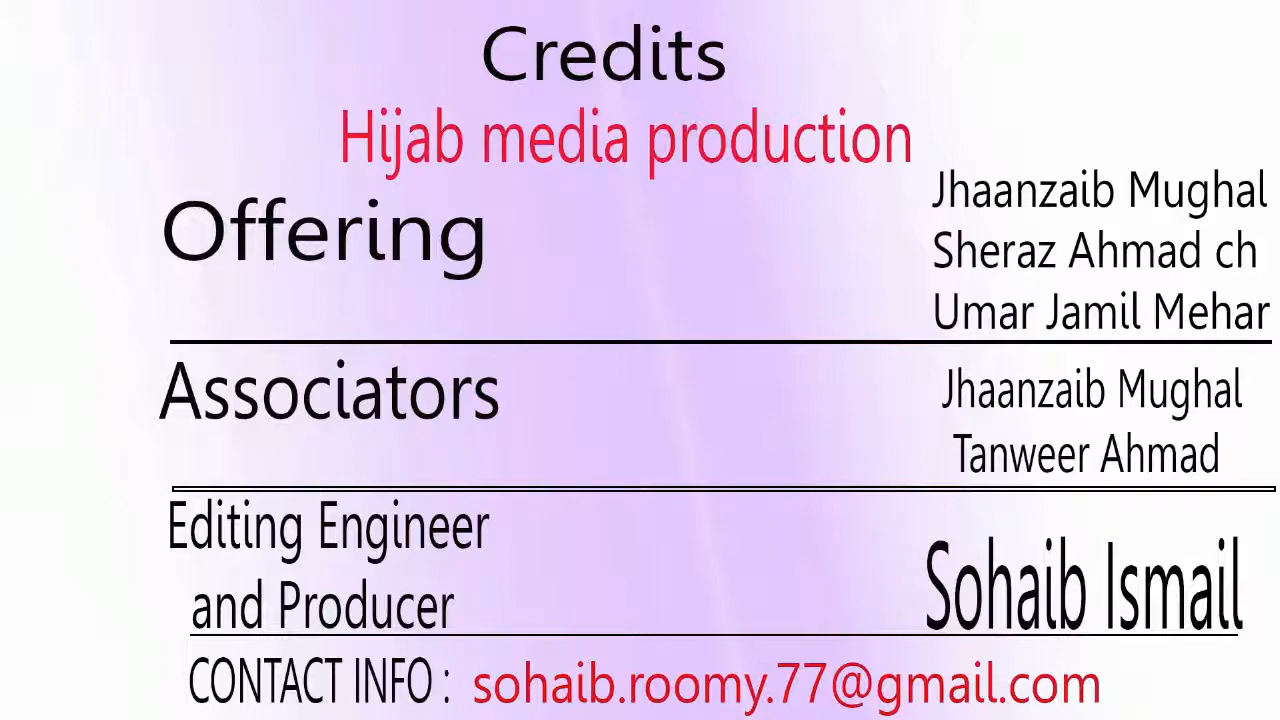 Credits
Hijab media production
Offering
Jhaanzaib Mughal
Sheraz Ahmad ch
Umar Jamil Mehar
Associators
Jhaanzaib Mughal
Tanweer Ahmad
Editing Engineer
and Producer
Sohaib Ismail
CONTACT INFO : sohaib.roomy.77@gmail.com